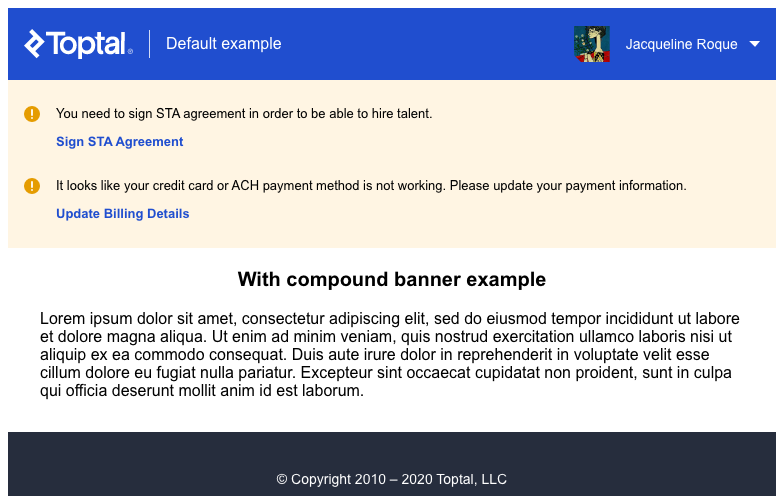 Toptal®
Default example
Jacqueline Roque
You need to sign STA agreement in order to be able to hire talent.
Sign STA Agreement
It looks like your credit card or ACH payment method is not working. Please update your payment information.
Update Billing Details
With compound banner example
Lorem ipsum dolor sit amet, consectetur adipiscing elit, sed do eiusmod tempor incididunt ut labore
et dolore magna aliqua. Ut enim ad minim veniam, quis nostrud exercitation ullamco laboris nisi ut
aliquip ex ea commodo consequat. Duis aute irure dolor in reprehenderit in voluptate velit esse
cillum dolore eu fugiat nulla pariatur. Excepteur sint occaecat cupidatat non proident, sunt in culpa
qui officia deserunt mollit anim id est laborum.
© Copyright 2010 – 2020 Toptal, LLC